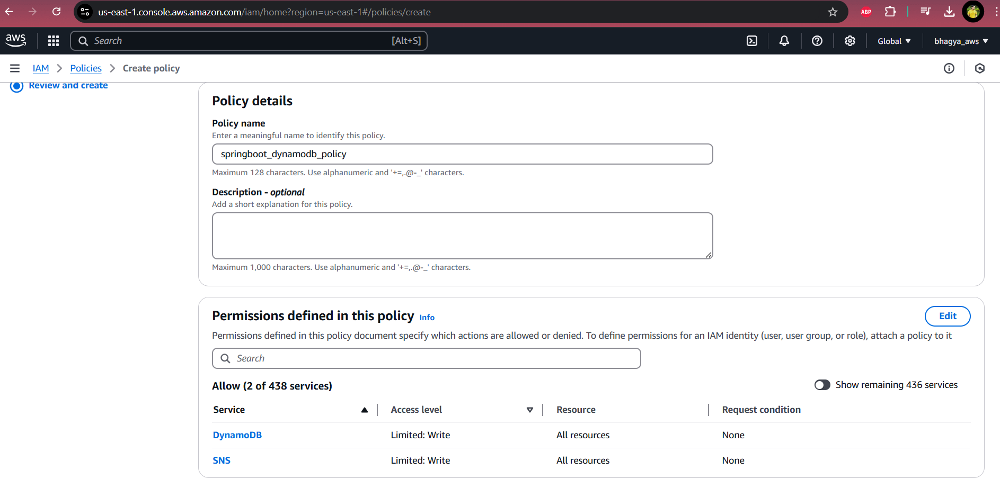 us-east-1.console.aws.amazon.com/iam/home?region=us-east-1#/policies/create
ABP
aws
Search
[Alt+S]
Global
bhagya_aws
IAM
Policies
Create policy
Review and create
Policy details
Policy name
Enter a meaningful name to identify this policy.
springboot_dynamodb_policy
Maximum 128 characters. Use alphanumeric and '+=,.@-_' characters.
Description - optional
Add a short explanation for this policy.
Maximum 1,000 characters. Use alphanumeric and '+=,.@-_' characters.
Permissions defined in this policy Info
Edit
Permissions defined in this policy document specify which actions are allowed or denied. To define permissions for an IAM identity (user, user group, or role), attach a policy to it
Search
Allow (2 of 438 services)
Show remaining 436 services
Service Access level Resource Request condition
DynamoDB Limited: Write All resources None
SNS Limited: Write All resources None